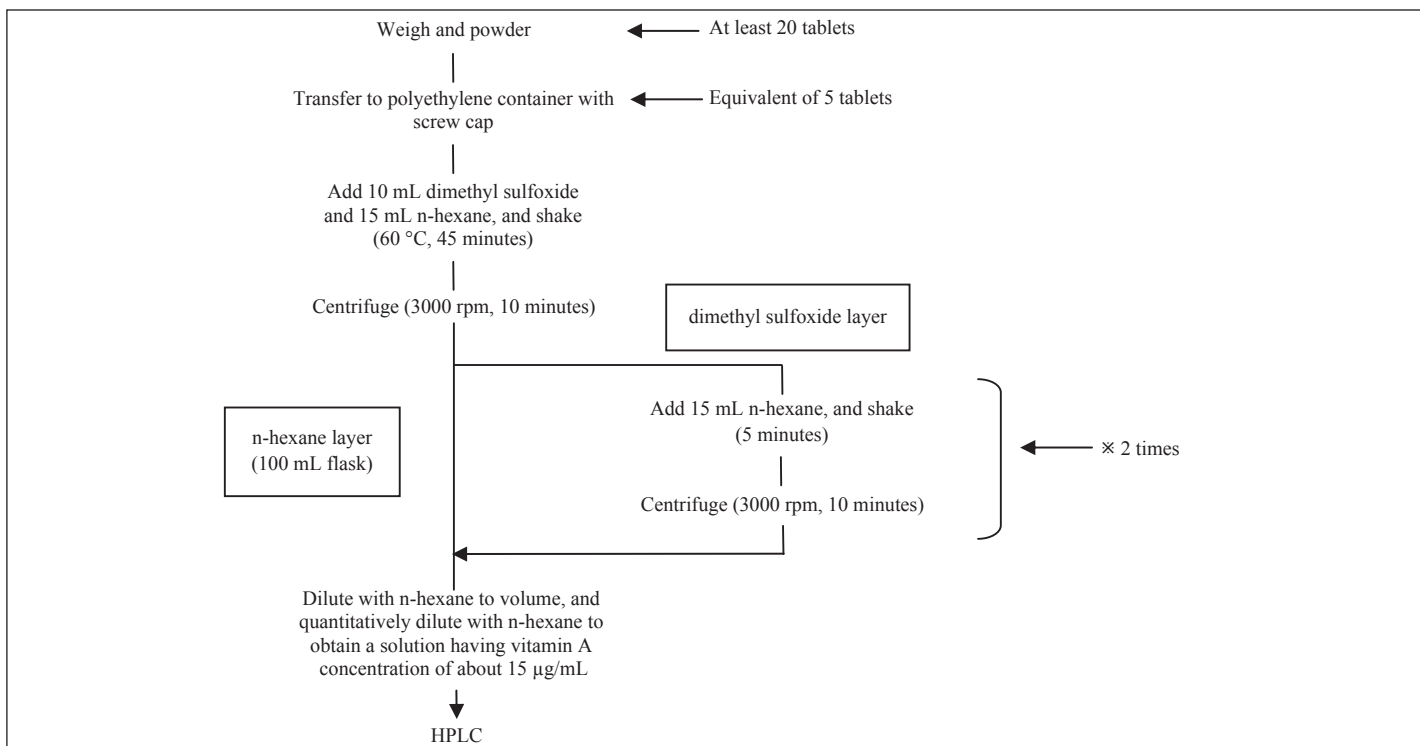 Weigh and powder
At least 20 tablets
Transfer to polyethylene container with
screw cap
Equivalent of 5 tablets
Add 10 mL dimethyl sulfoxide
and 15 mL n-hexane, and shake
(60 °C, 45 minutes)
Centrifuge (3000 rpm, 10 minutes)
dimethyl sulfoxide layer
n-hexane layer
(100 mL flask)
Add 15 mL n-hexane, and shake
(5 minutes)
※ 2 times
Centrifuge (3000 rpm, 10 minutes)
Dilute with n-hexane to volume, and
quantitatively dilute with n-hexane to
obtain a solution having vitamin A
concentration of about 15 µg/mL
HPLC